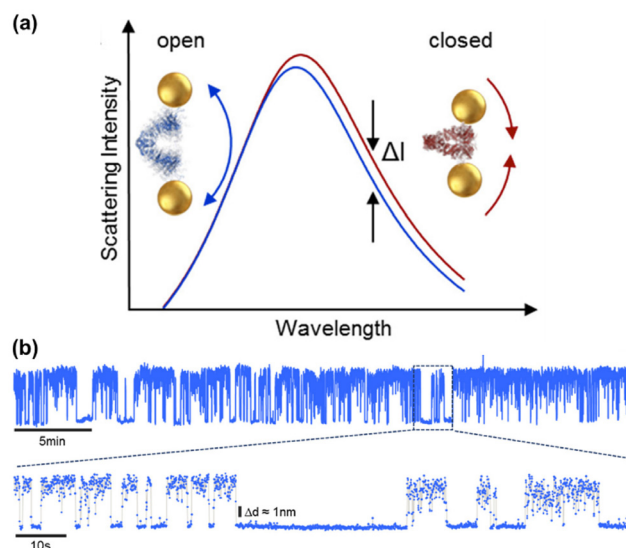 (a)
open
closed
ΔI
Scattering Intensity
Wavelength
(b)
5min
Δd ≈ 1nm
10s